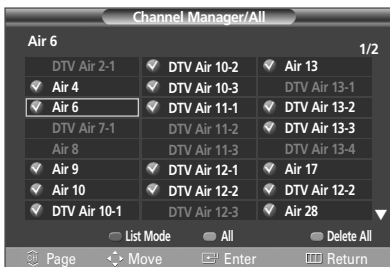 Channel Manager/All
Air 6
1/2
DTV Air 2-1 DTV Air 10-2 Air 13
Air 4 DTV Air 10-3 DTV Air 13-1
Air 6 DTV Air 11-1 DTV Air 13-2
DTV Air 7-1 DTV Air 11-2 DTV Air 13-3
Air 8 DTV Air 11-3 DTV Air 13-4
Air 9 DTV Air 12-1 Air 17
Air 10 DTV Air 12-2 DTV Air 12-2
DTV Air 10-1 DTV Air 12-3 Air 28
List Mode All Delete All
CH Page Move Enter Return